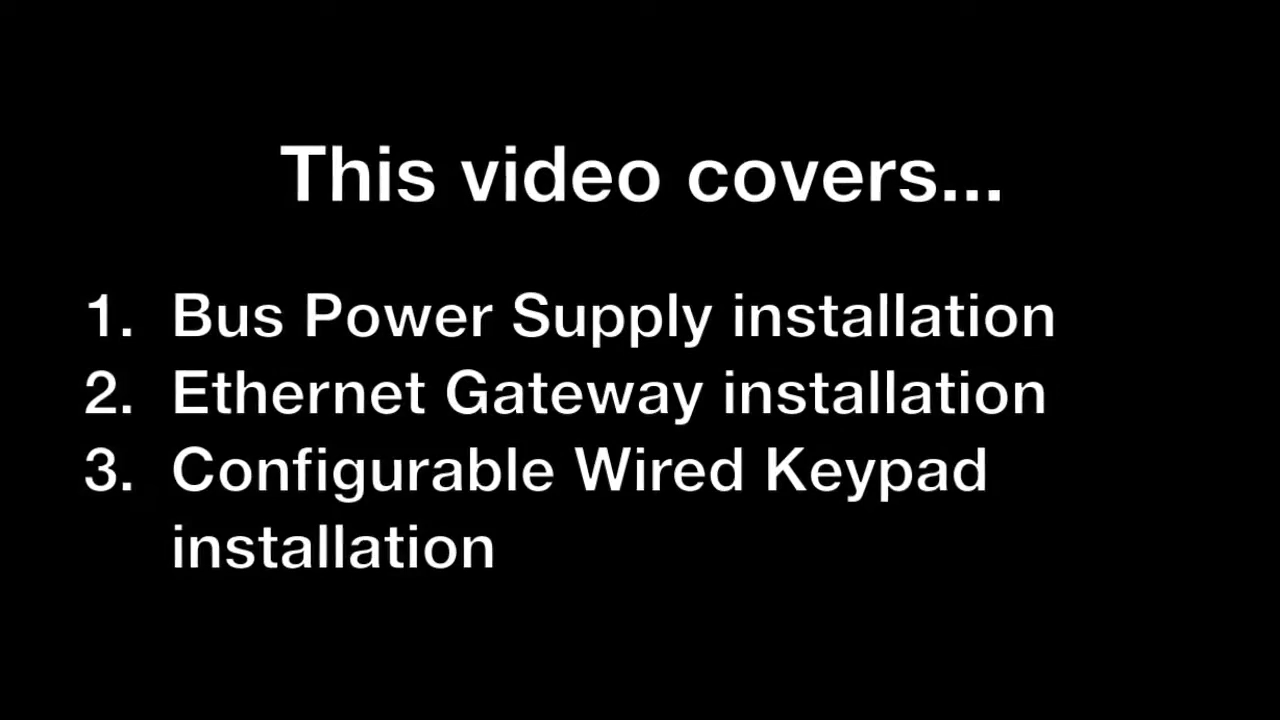 This video covers...
1. Bus Power Supply installation
2. Ethernet Gateway installation
3. Configurable Wired Keypad
installation